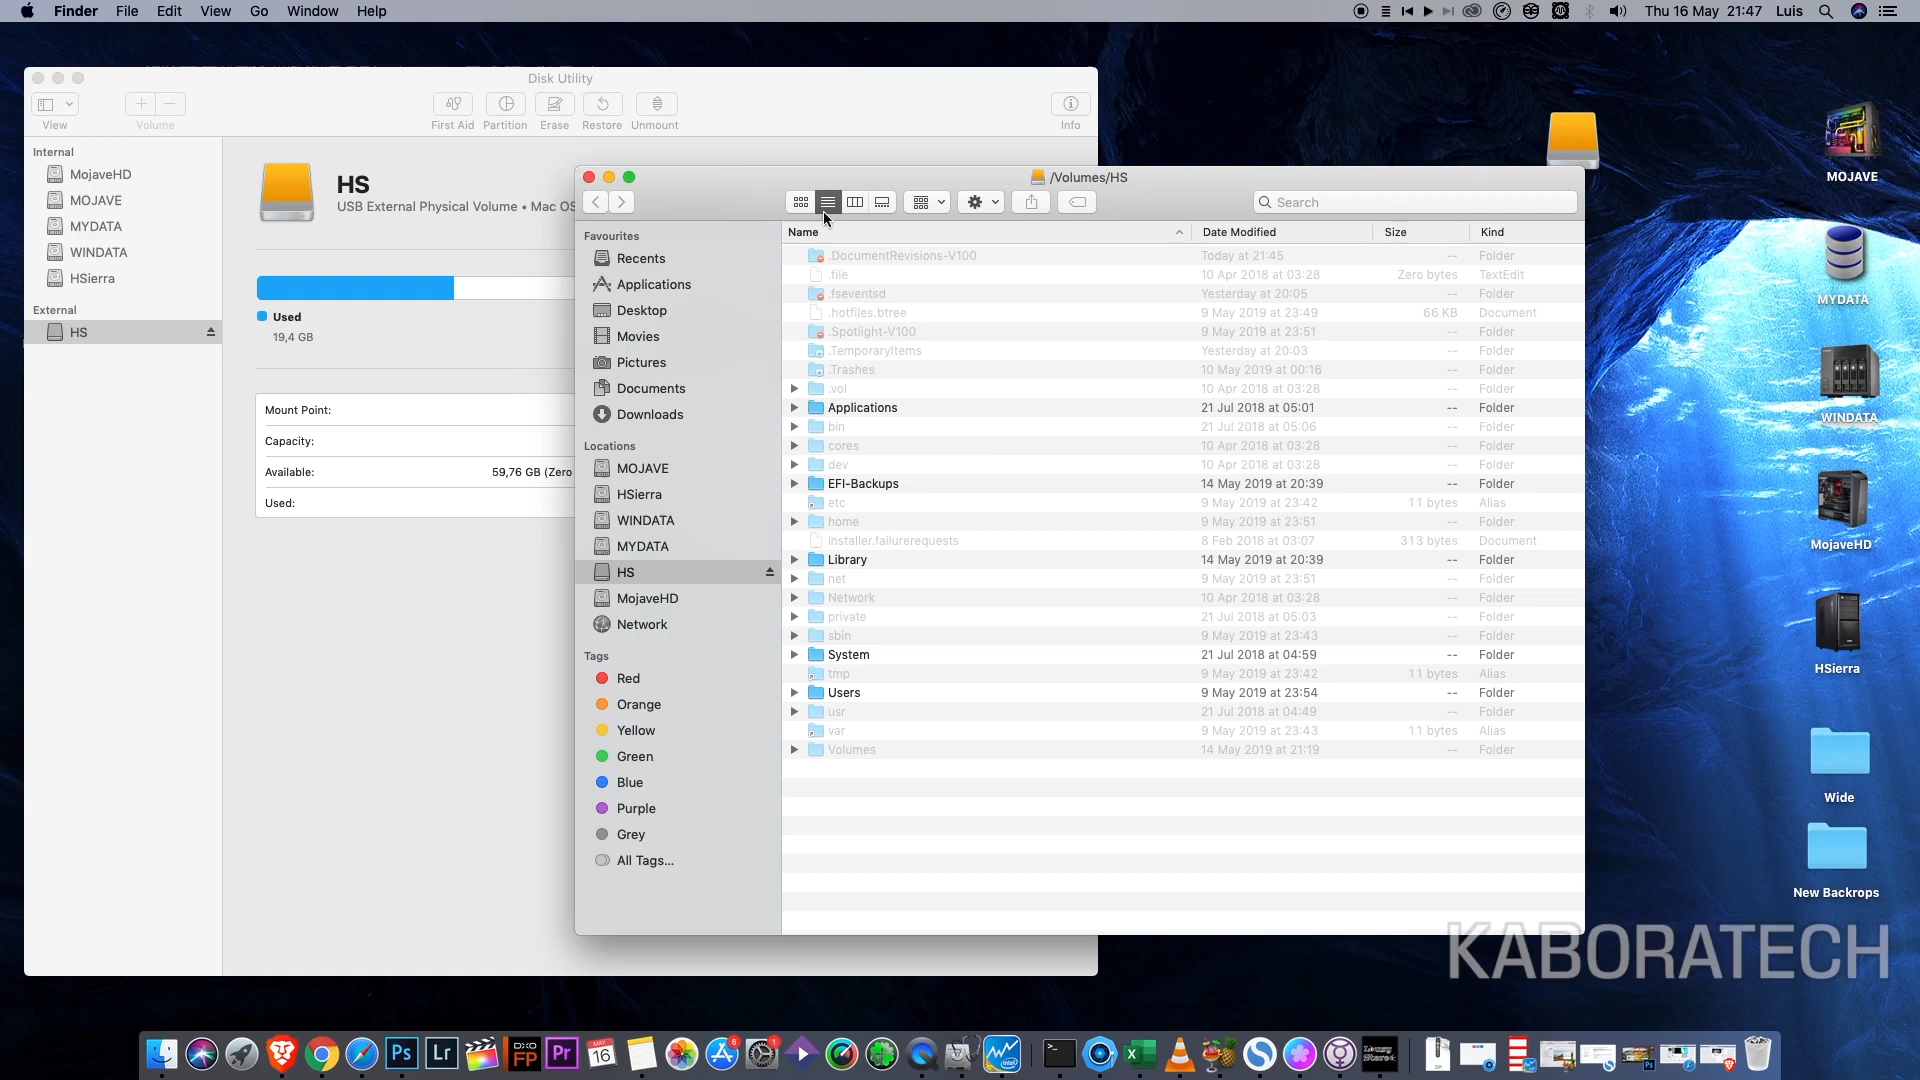 Finder File Edit View Go Window Help
Thu 16 May 21:47 Luis
Disk Utility
View
Volume
First Aid Partition Erase Restore Unmount
Info
Internal
MojaveHD
MOJAVE
MYDATA
WINDATA
HSierra
External
HS
HS
USB External Physical Volume • Mac OS
Used
19,4 GB
Mount Point:
Capacity:
Available: 59,76 GB (Zero
Used:
/Volumes/HS
Search
Favourites
Recents
Applications
Desktop
Movies
Pictures
Documents
Downloads
Locations
MOJAVE
HSierra
WINDATA
MYDATA
HS
MojaveHD
Network
Tags
Red
Orange
Yellow
Green
Blue
Purple
Grey
All Tags...
Name Date Modified Size Kind
.DocumentRevisions-V100 Today at 21:45 -- Folder
.file 10 Apr 2018 at 03:28 Zero bytes TextEdit
.fseventsd Yesterday at 20:05 -- Folder
.hotfiles.btree 9 May 2019 at 23:49 66 KB Document
.Spotlight-V100 9 May 2019 at 23:51 -- Folder
.TemporaryItems Yesterday at 20:03 -- Folder
.Trashes 10 May 2019 at 00:16 -- Folder
.vol 10 Apr 2018 at 03:28 -- Folder
Applications 21 Jul 2018 at 05:01 -- Folder
bin 21 Jul 2018 at 05:06 -- Folder
cores 10 Apr 2018 at 03:28 -- Folder
dev 10 Apr 2018 at 03:28 -- Folder
EFI-Backups 14 May 2019 at 20:39 -- Folder
etc 9 May 2019 at 23:42 11 bytes Alias
home 9 May 2019 at 23:51 -- Folder
installer.failurerequests 8 Feb 2018 at 03:07 313 bytes Document
Library 14 May 2019 at 20:39 -- Folder
net 9 May 2019 at 23:51 -- Folder
Network 10 Apr 2018 at 03:28 -- Folder
private 21 Jul 2018 at 05:03 -- Folder
sbin 9 May 2019 at 23:43 -- Folder
System 21 Jul 2018 at 04:59 -- Folder
tmp 9 May 2019 at 23:42 11 bytes Alias
Users 9 May 2019 at 23:54 -- Folder
usr 21 Jul 2018 at 04:49 -- Folder
var 9 May 2019 at 23:43 11 bytes Alias
Volumes 14 May 2019 at 21:19 -- Folder
MOJAVE
MYDATA
WINDATA
MojaveHD
HSierra
Wide
New Backrops
KABORATECH
Ps
Lr
DXO
FP
Pr
MAY
16
6
1